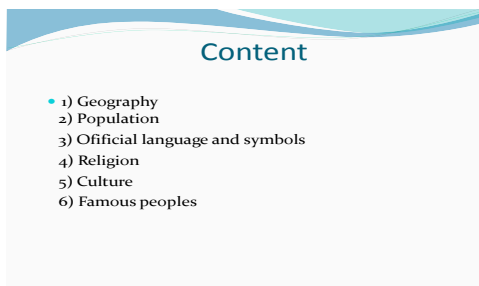 Content
• 1) Geography
2) Population
3) Ofificial language and symbols
4) Religion
5) Culture
6) Famous peoples